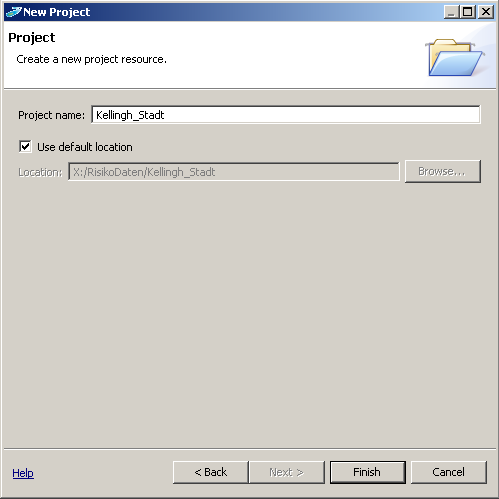 New Project
Project
Create a new project resource.
Project name: Kellingh_Stadt
Use default location
Location: X:/RisikoDaten/Kellingh_Stadt Browse...
Help < Back Next > Finish Cancel